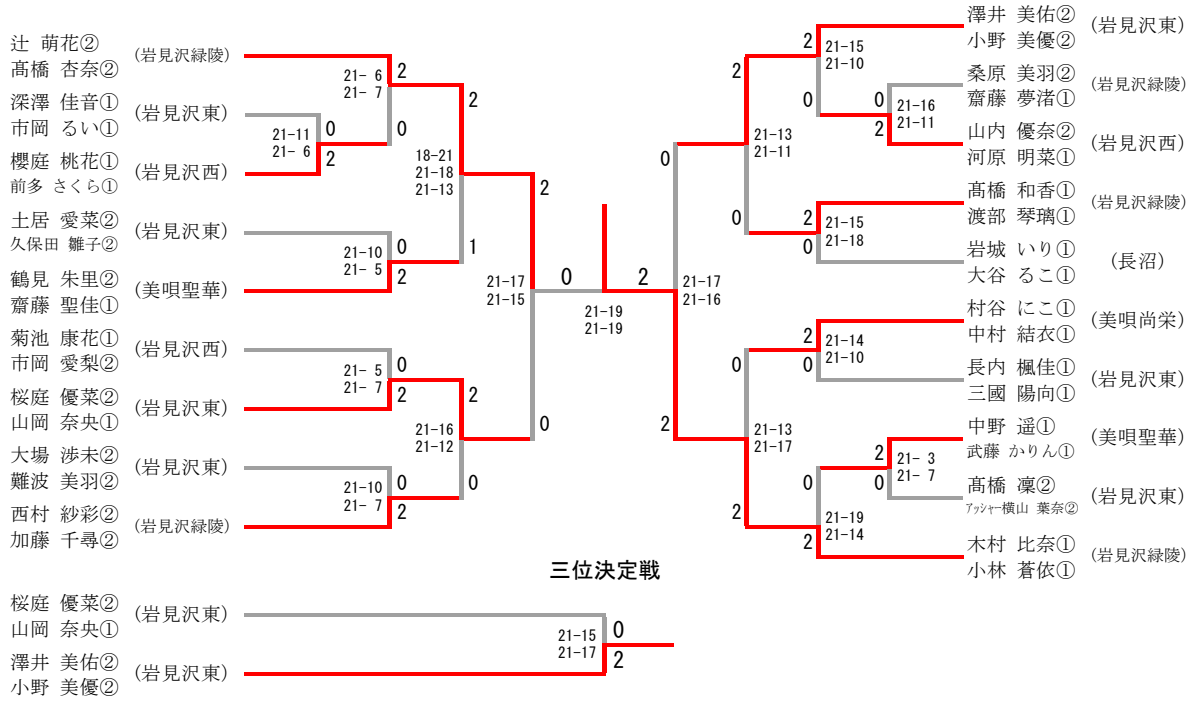 辻 萌花②
髙橋 杏奈②
(岩見沢緑陵)
深澤 佳音①
市岡 るい①
(岩見沢東)
櫻庭 桃花①
前多 さくら①
(岩見沢西)
土居 愛菜②
久保田 雛子②
(岩見沢東)
鶴見 朱里②
齋藤 聖佳①
(美唄聖華)
菊池 康花①
市岡 愛梨②
(岩見沢西)
桜庭 優菜②
山岡 奈央①
(岩見沢東)
大場 渉未②
難波 美羽②
(岩見沢東)
西村 紗彩②
加藤 千尋②
(岩見沢緑陵)
2
21- 6
21- 7
0
0
21-11
21- 6
2
2
18-21
21-18
21-13
1
0
21-10
21- 5
2
2
21-17
21-15
0
0
21- 5
21- 7
2
2
21-16
21-12
0
0
21-10
21- 7
2
0
2
21-19
21-19
0
21-17
21-16
2
2
21-13
21-11
0
2
21-15
21-10
0
0
21-16
21-11
2
2
21-15
21-18
0
0
21-13
21-17
2
2
21-14
21-10
0
2
21- 3
21- 7
0
0
21-19
21-14
2
澤井 美佑②
小野 美優②
(岩見沢東)
桑原 美羽②
齋藤 夢渚①
(岩見沢緑陵)
山内 優奈②
河原 明菜①
(岩見沢西)
髙橋 和香①
渡部 琴璃①
(岩見沢緑陵)
岩城 いり①
大谷 るこ①
(長沼)
村谷 にこ①
中村 結衣①
(美唄尚栄)
長内 楓佳①
三國 陽向①
(岩見沢東)
中野 遥①
武藤 かりん①
(美唄聖華)
髙橋 凜②
アッシャー横山 葉奈②
(岩見沢東)
木村 比奈①
小林 蒼依①
(岩見沢緑陵)
三位決定戦
桜庭 優菜②
山岡 奈央①
(岩見沢東)
澤井 美佑②
小野 美優②
(岩見沢東)
0
21-15
21-17
2